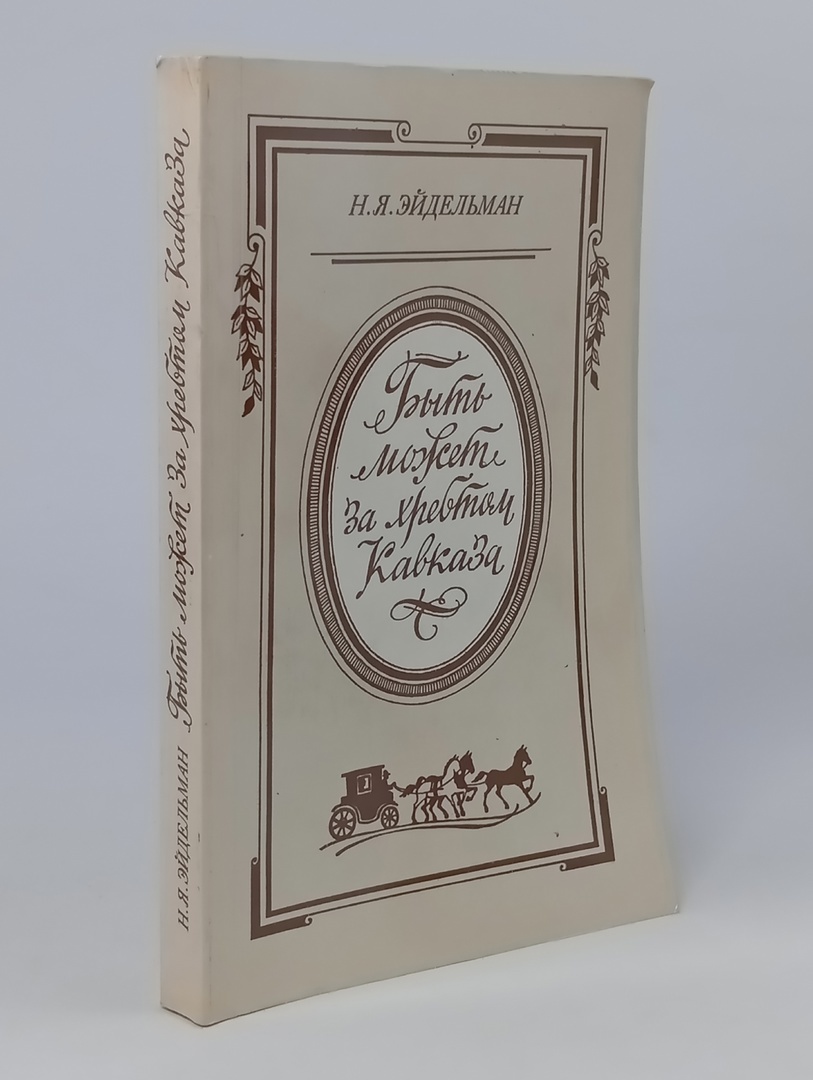 Н.Я.ЭЙДЕЛЬМАН
Быть
может
за хребтом
Кавказа
Н.Я.ЭЙДЕЛЬМАН Быть может за хребтом Кавказа